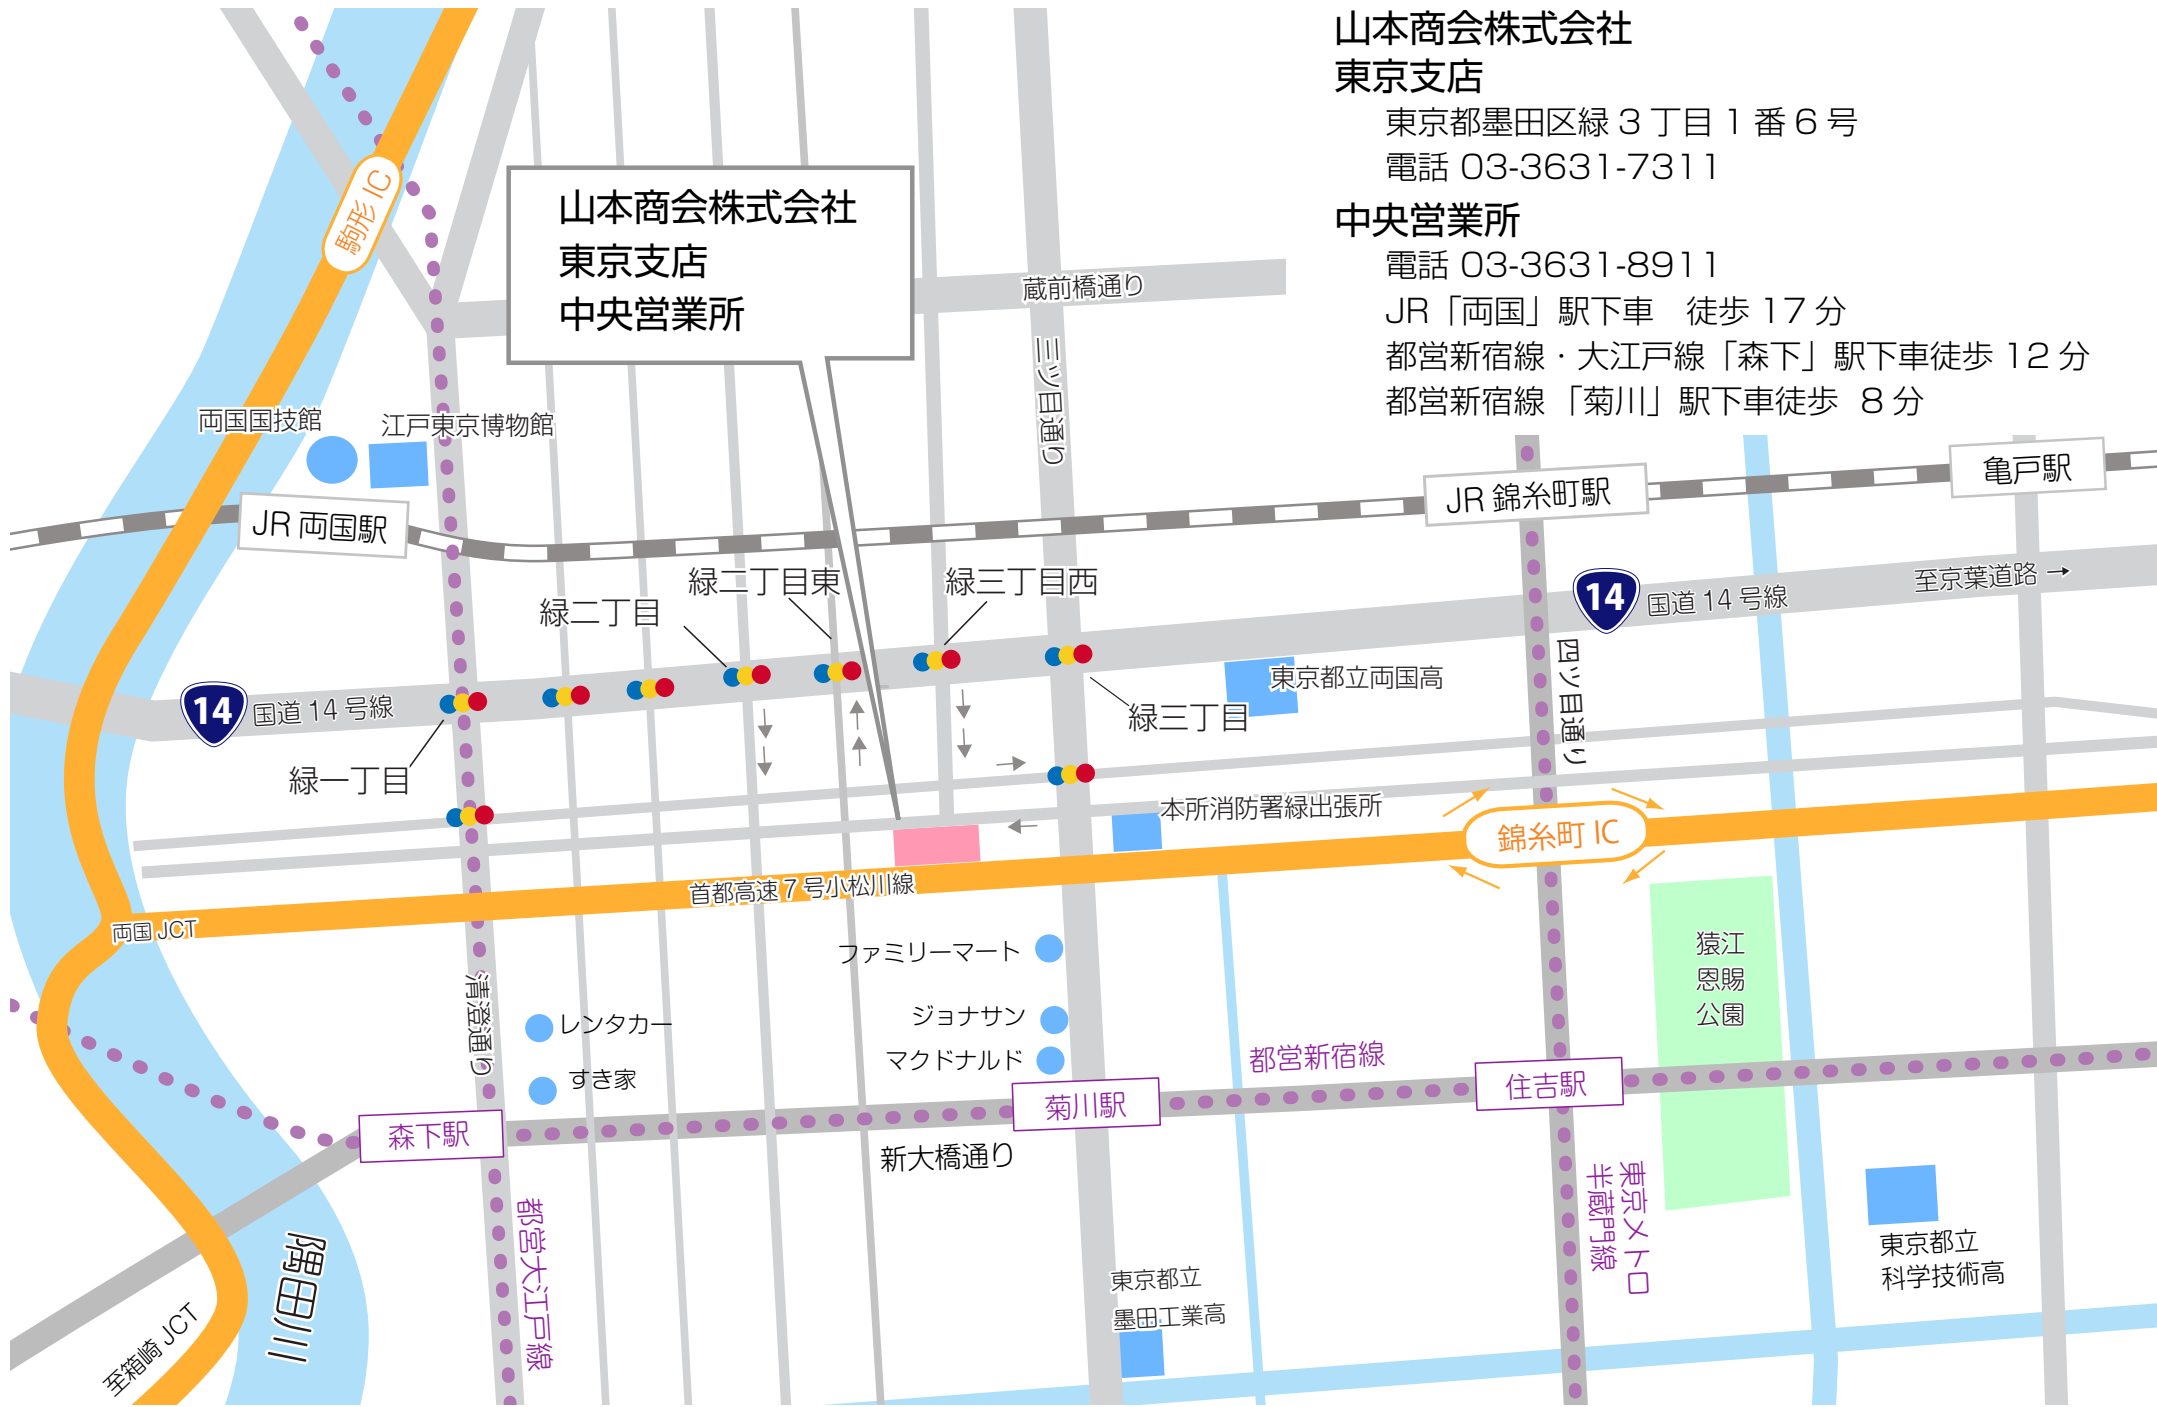 山本商会株式会社
東京支店
東京都墨田区緑 3 丁目 1 番 6 号
電話 03-3631-7311
中央営業所
電話 03-3631-8911
JR「両国」駅下車　徒歩 17 分
都営新宿線・大江戸線「森下」駅下車徒歩 12 分
都営新宿線 「菊川」駅下車徒歩 8 分
駒形 IC
山本商会株式会社
東京支店
中央営業所
蔵前橋通り
三ツ目通り
両国国技館
江戸東京博物館
JR 両国駅
JR 錦糸町駅
亀戸駅
緑二丁目東
緑三丁目西
緑二丁目
14
国道 14 号線
至京葉道路 →
四ツ目通り
東京都立両国高
14
国道 14 号線
緑三丁目
緑一丁目
本所消防署緑出張所
錦糸町 IC
首都高速 7 号小松川線
両国 JCT
ファミリーマート
猿江
恩賜
公園
清澄通り
レンタカー
ジョナサン
マクドナルド
すき家
都営新宿線
住吉駅
菊川駅
森下駅
新大橋通り
都営大江戸線
東京メトロ
半蔵門線
隅田川
東京都立
科学技術高
東京都立
墨田工業高
至箱崎 JCT